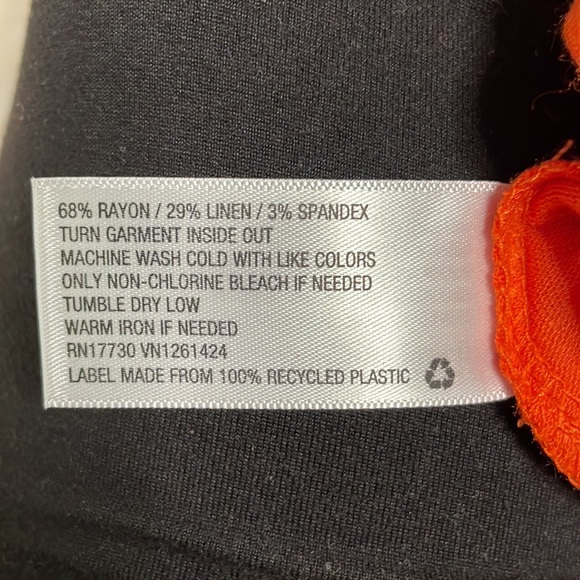 68% RAYON / 29% LINEN / 3% SPANDEX
TURN GARMENT INSIDE OUT
MACHINE WASH COLD WITH LIKE COLORS
ONLY NON-CHLORINE BLEACH IF NEEDED
TUMBLE DRY LOW
WARM IRON IF NEEDED
RN17730 VN1261424
LABEL MADE FROM 100% RECYCLED PLASTIC